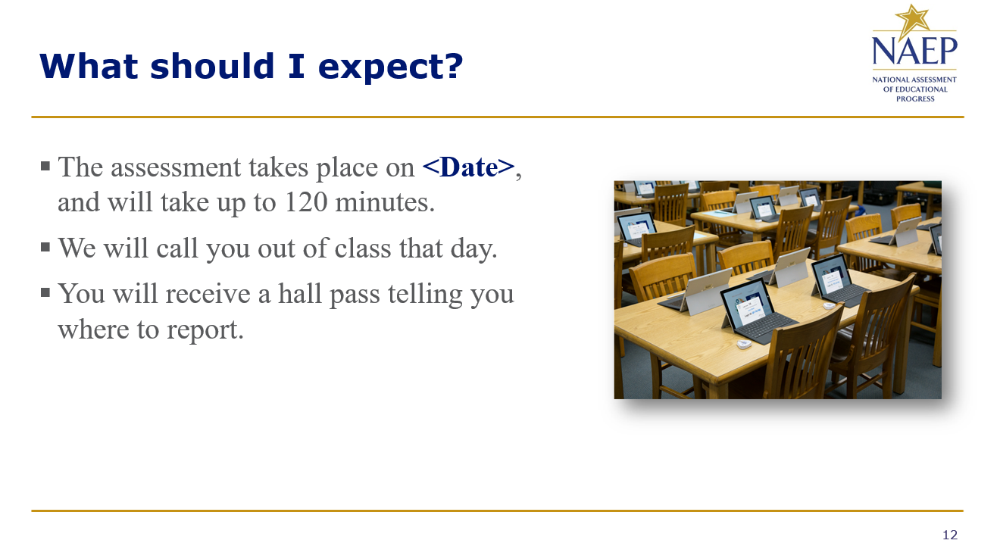 What should I expect?
NAEP
NATIONAL ASSESSMENT
OF EDUCATIONAL
PROGRESS
▪ The assessment takes place on <Date>,
and will take up to 120 minutes.
▪ We will call you out of class that day.
▪ You will receive a hall pass telling you
where to report.
12